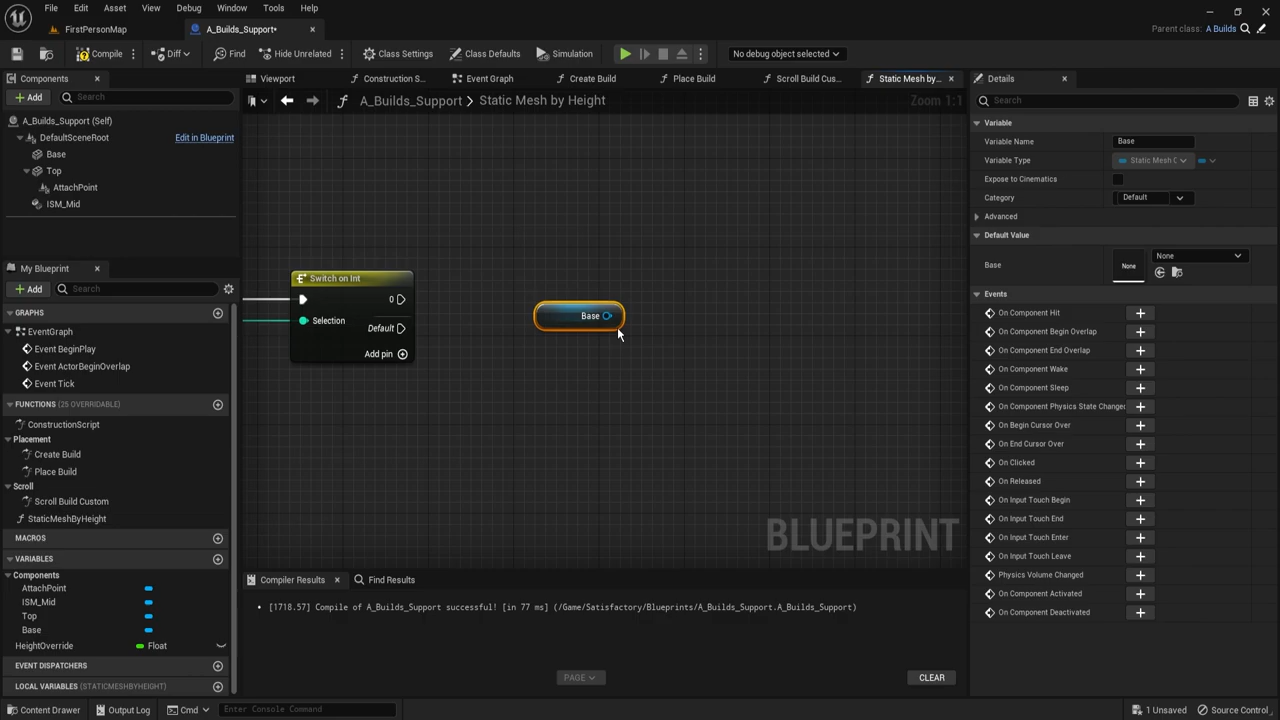 File Edit Asset View Debug Window Tools Help
FirstPersonMap
A_Builds_Support•
Parent class: A Builds
Compile
Diff
Find
Hide Unrelated
Class Settings
Class Defaults
Simulation
No debug object selected
Components
Viewport
Construction S...
Event Graph
Create Build
Place Build
Scroll Build Cus...
Static Mesh by...
Details
Add
Search
A_Builds_Support > Static Mesh by Height
Zoom 1:1
Search
A_Builds_Support (Self)
DefaultSceneRoot
Edit in Blueprint
Base
Top
AttachPoint
ISM_Mid
My Blueprint
Add
Search
GRAPHS
EventGraph
Event BeginPlay
Event ActorBeginOverlap
Event Tick
FUNCTIONS (25 OVERRIDABLE)
ConstructionScript
Placement
Create Build
Place Build
Scroll
Scroll Build Custom
StaticMeshByHeight
MACROS
VARIABLES
Components
AttachPoint
ISM_Mid
Top
Base
HeightOverride
Float
EVENT DISPATCHERS
LOCAL VARIABLES (STATICMESHBYHEIGHT)
Switch on Int
0
Selection
Default
Add pin
Base
BLUEPRINT
Compiler Results
Find Results
[1718.57] Compile of A_Builds_Support successful! [in 77 ms] (/Game/Satisfactory/Blueprints/A_Builds_Support.A_Builds_Support)
PAGE
CLEAR
Variable
Variable Name
Base
Variable Type
Static Mesh C
Expose to Cinematics
Category
Default
Advanced
Default Value
Base
None
None
Events
On Component Hit
On Component Begin Overlap
On Component End Overlap
On Component Wake
On Component Sleep
On Component Physics State Changed
On Begin Cursor Over
On End Cursor Over
On Clicked
On Released
On Input Touch Begin
On Input Touch End
On Input Touch Enter
On Input Touch Leave
Physics Volume Changed
On Component Activated
On Component Deactivated
Content Drawer
Output Log
Cmd
Enter Console Command
1 Unsaved
Source Control